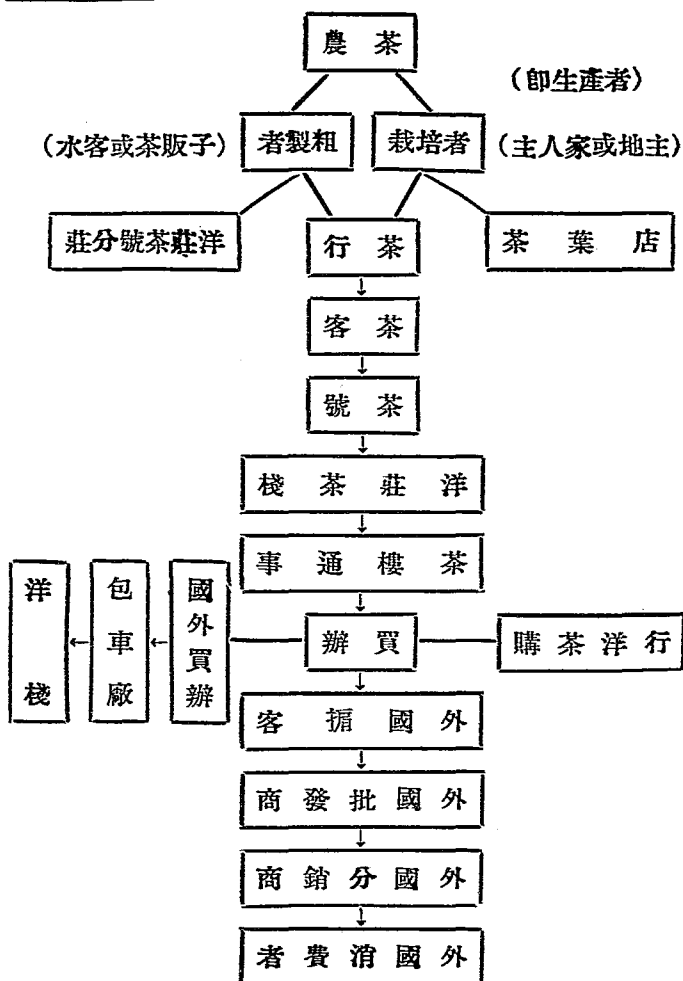 茶農
（卽生產者）
（水客或茶販子）
粗製者
栽培者
（主人家或地主）
洋莊茶號分莊
茶行
茶葉店
茶客
茶號
洋莊茶棧
茶樓通事
洋棧
包車廠
國外買辦
買辦
購茶洋行
外國掮客
外國批發商
外國分銷商
外國消費者